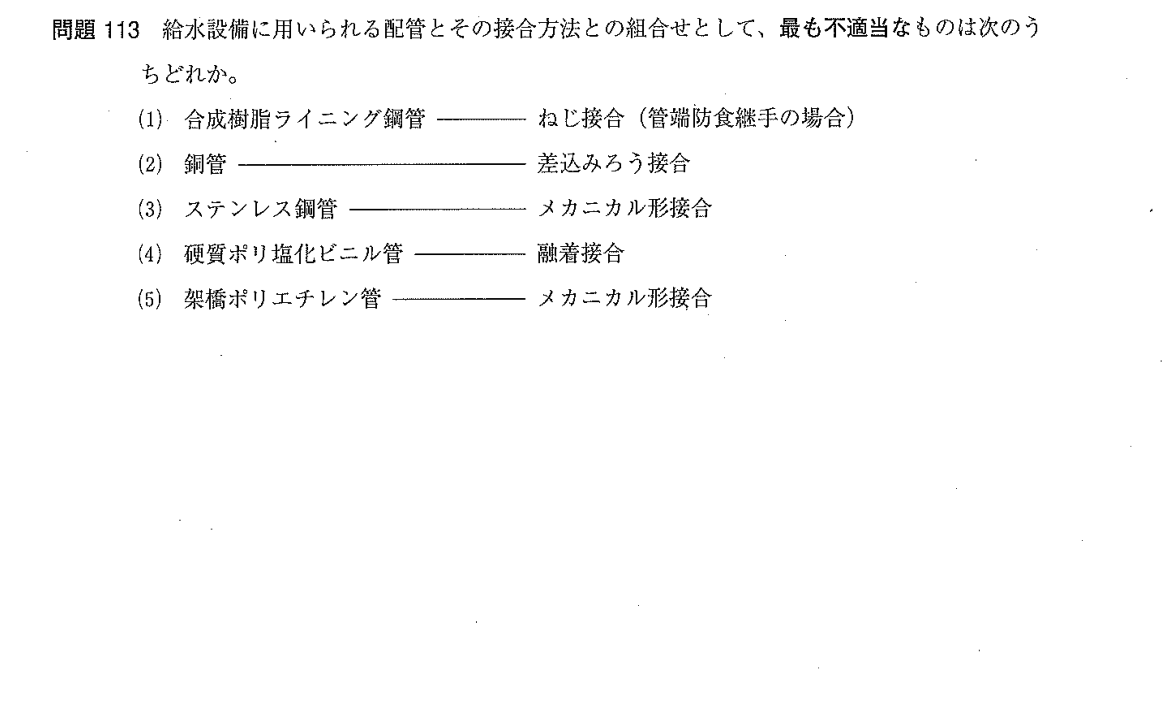 問題 113 給水設備に用いられる配管とその接合方法との組合せとして、最も不適当なものは次のう
ちどれか。
(1) 合成樹脂ライニング鋼管 ――― ねじ接合（管端防食継手の場合）
(2) 銅管 ――― 差込みろう接合
(3) ステンレス鋼管 ――― メカニカル形接合
(4) 硬質ポリ塩化ビニル管 ――― 融着接合
(5) 架橋ポリエチレン管 ――― メカニカル形接合